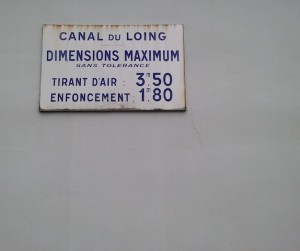 CANAL DU LOING
DIMENSIONS MAXIMUM
SANS TOLERANCE
TIRANT D'AIR : 3m50
ENFONCEMENT : 1m80